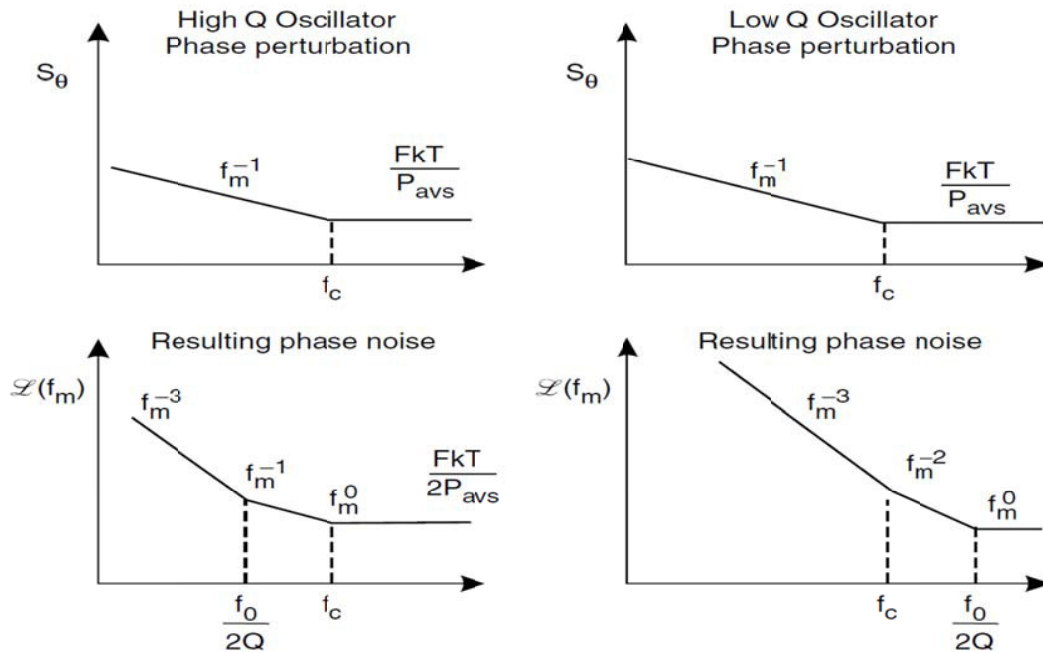 High Q Oscillator
Phase perturbation
S_θ
f_m^−1
FkT
P_avs
f_c
Low Q Oscillator
Phase perturbation
S_θ
f_m^−1
FkT
P_avs
f_c
Resulting phase noise
ℒ(f_m)
f_m^−3
f_m^−1
f_m^0
FkT
2P_avs
f_0
2Q
f_c
Resulting phase noise
ℒ(f_m)
f_m^−3
f_m^−2
f_m^0
f_c
f_0
2Q